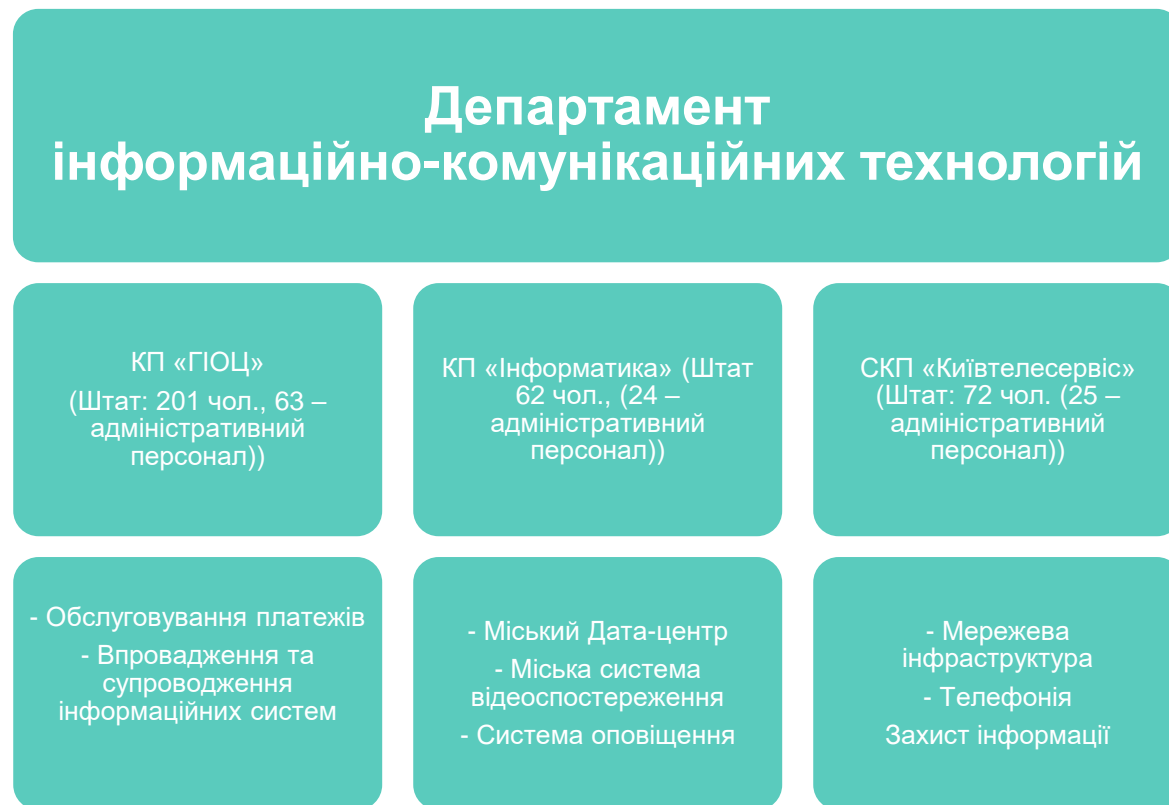 Департамент
інформаційно-комунікаційних технологій
КП «ГІОЦ»
(Штат: 201 чол., 63 –
адміністративний
персонал))
КП «Інформатика» (Штат
62 чол., (24 –
адміністративний
персонал))
СКП «Київтелесервіс»
(Штат: 72 чол. (25 –
адміністративний
персонал))
- Обслуговування платежів
- Впровадження та
супроводження
інформаційних систем
- Міський Дата-центр
- Міська система
відеоспостереження
- Система оповіщення
- Мережева
інфраструктура
- Телефонія
Захист інформації